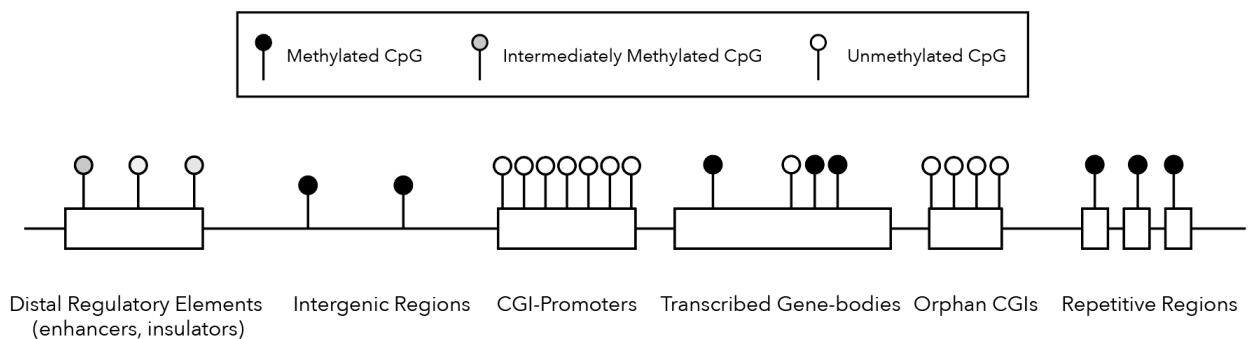 Methylated CpG
Intermediately Methylated CpG
Unmethylated CpG
Distal Regulatory Elements
(enhancers, insulators)
Intergenic Regions
CGI-Promoters
Transcribed Gene-bodies
Orphan CGIs
Repetitive Regions